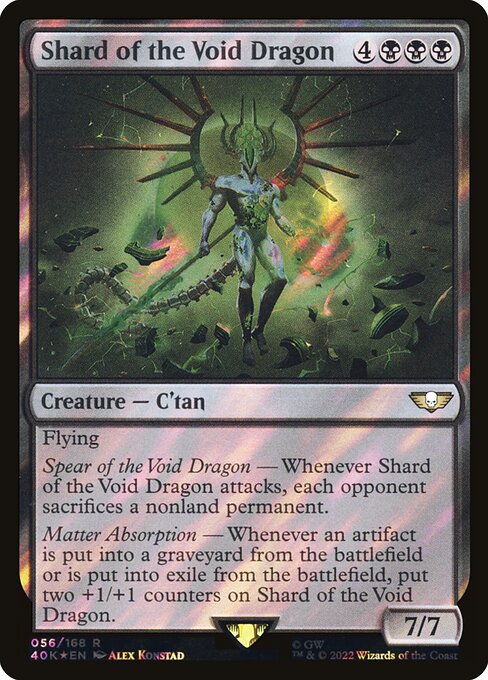 Shard of the Void Dragon 4
Creature — C'tan
Flying
Spear of the Void Dragon — Whenever Shard
of the Void Dragon attacks, each opponent
sacrifices a nonland permanent.
Matter Absorption — Whenever an artifact
is put into a graveyard from the battlefield
or is put into exile from the battlefield, put
two +1/+1 counters on Shard of the Void
Dragon.
7/7
056/168 R
40K★EN Alex Konstad
© GW
™ & © 2022 Wizards of the Coast